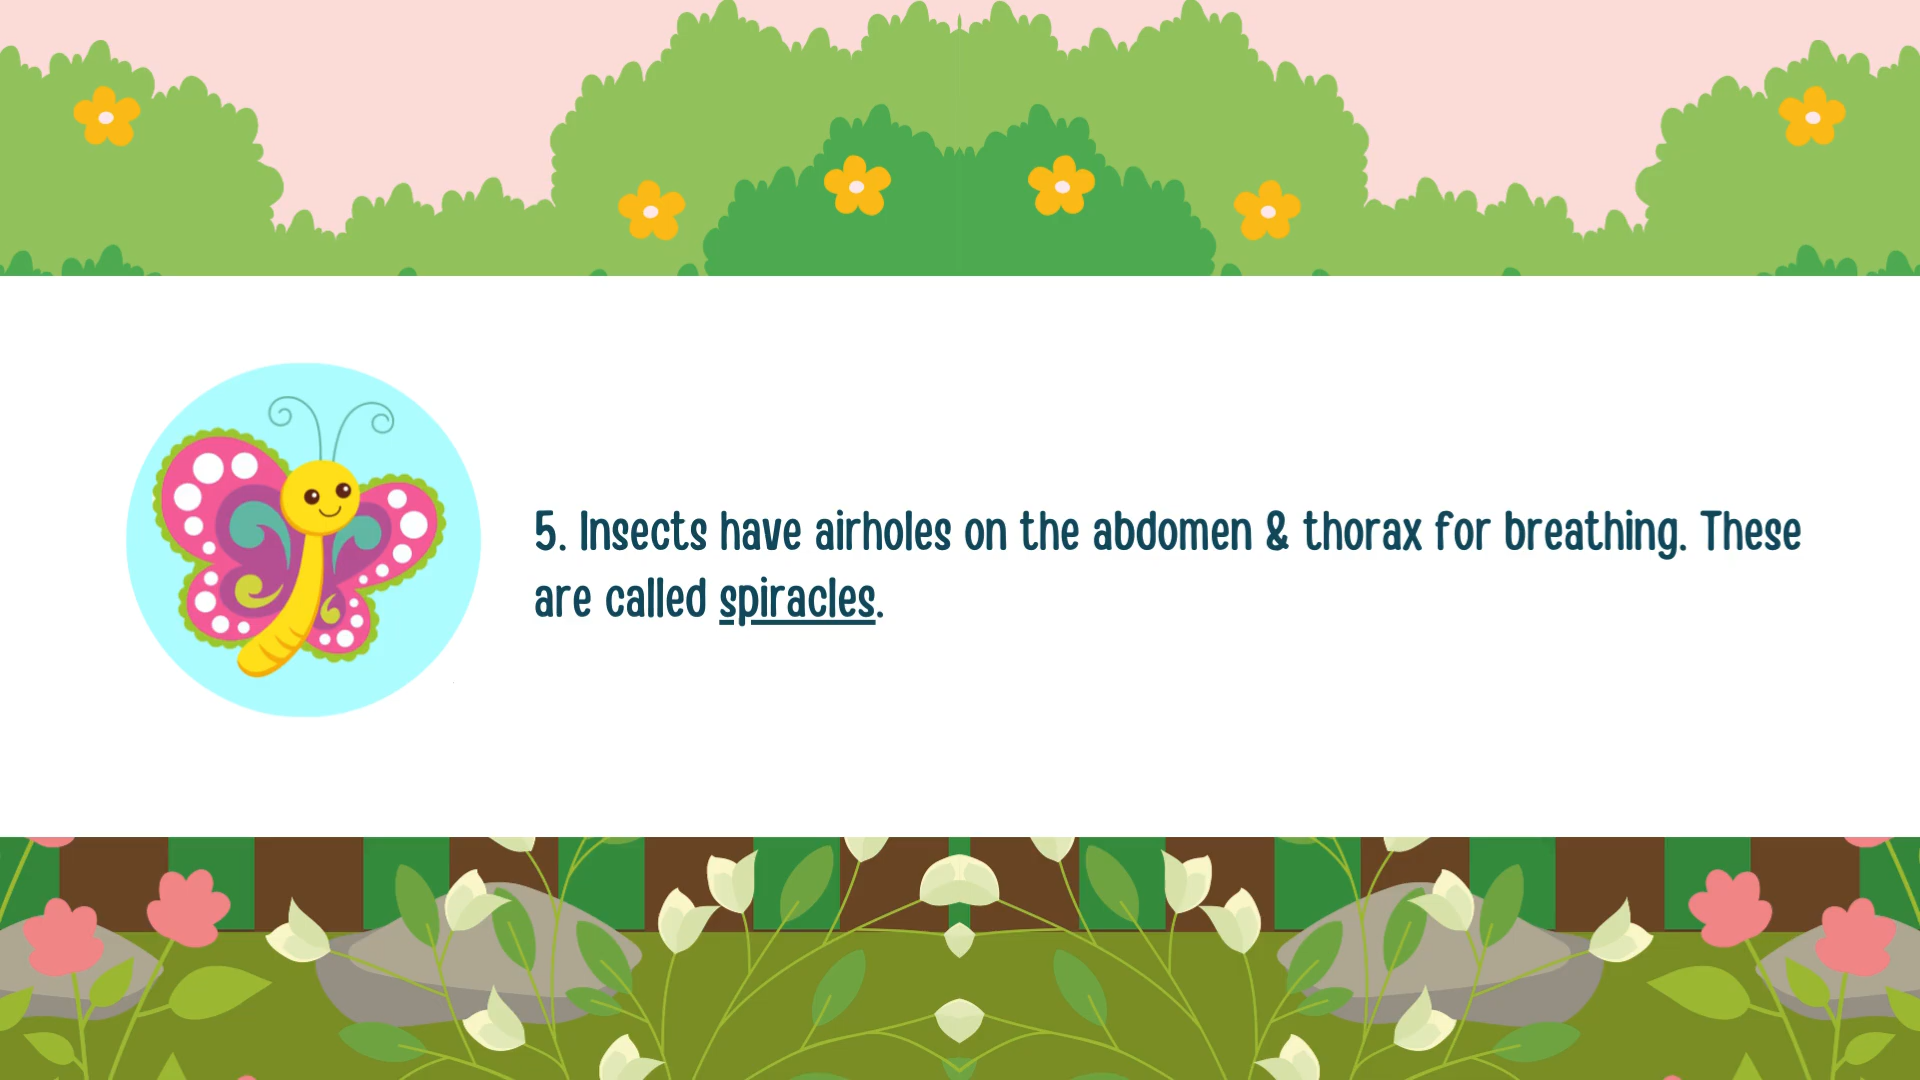 5. Insects have airholes on the abdomen & thorax for breathing. These
are called spiracles.